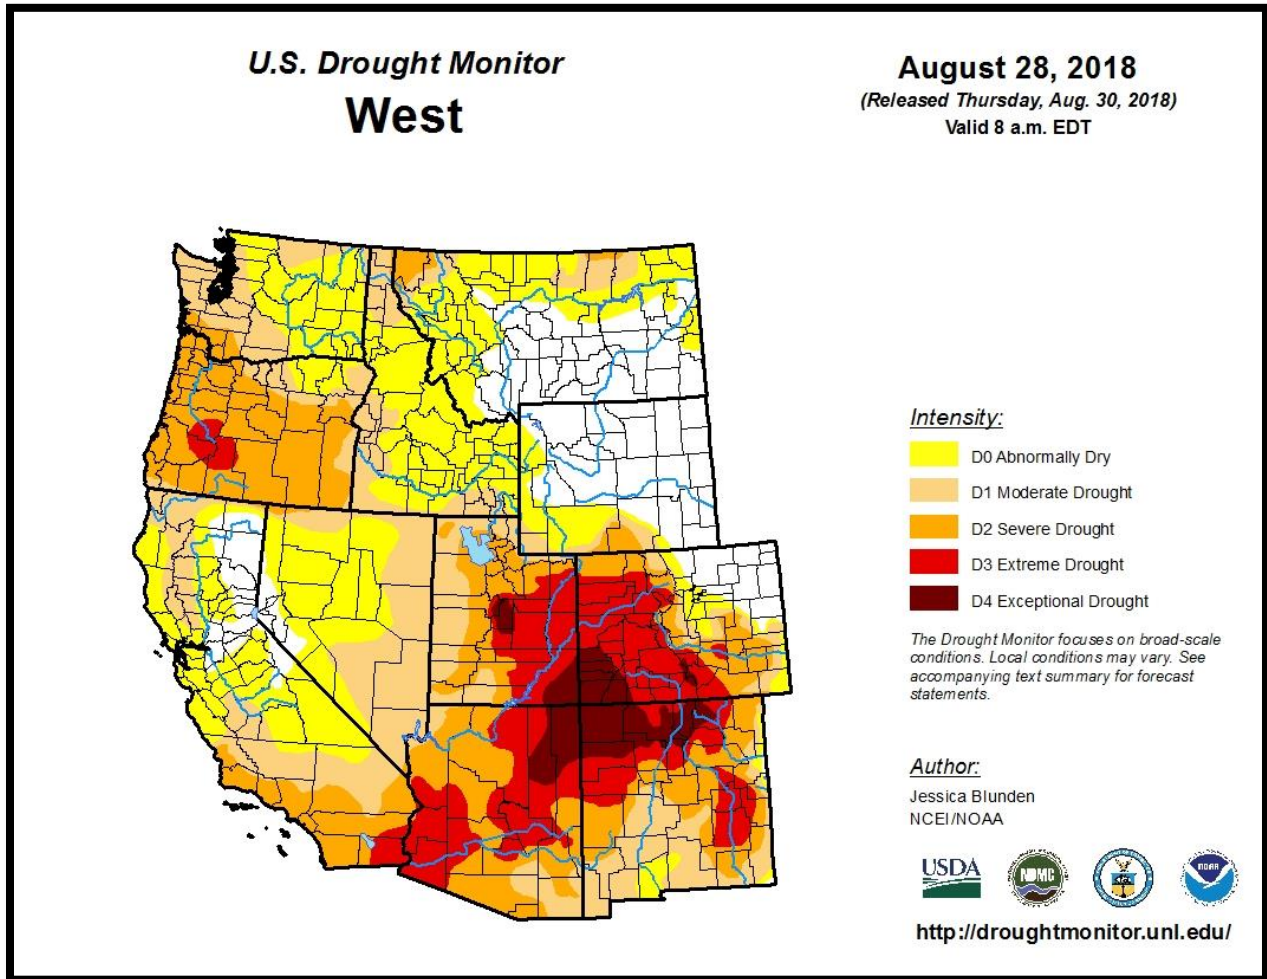 U.S. Drought Monitor
West
August 28, 2018
(Released Thursday, Aug. 30, 2018)
Valid 8 a.m. EDT
Intensity:
D0 Abnormally Dry
D1 Moderate Drought
D2 Severe Drought
D3 Extreme Drought
D4 Exceptional Drought
The Drought Monitor focuses on broad-scale
conditions. Local conditions may vary. See
accompanying text summary for forecast
statements.
Author:
Jessica Blunden
NCEI/NOAA
USDA
NDMC
NOAA
http://droughtmonitor.unl.edu/